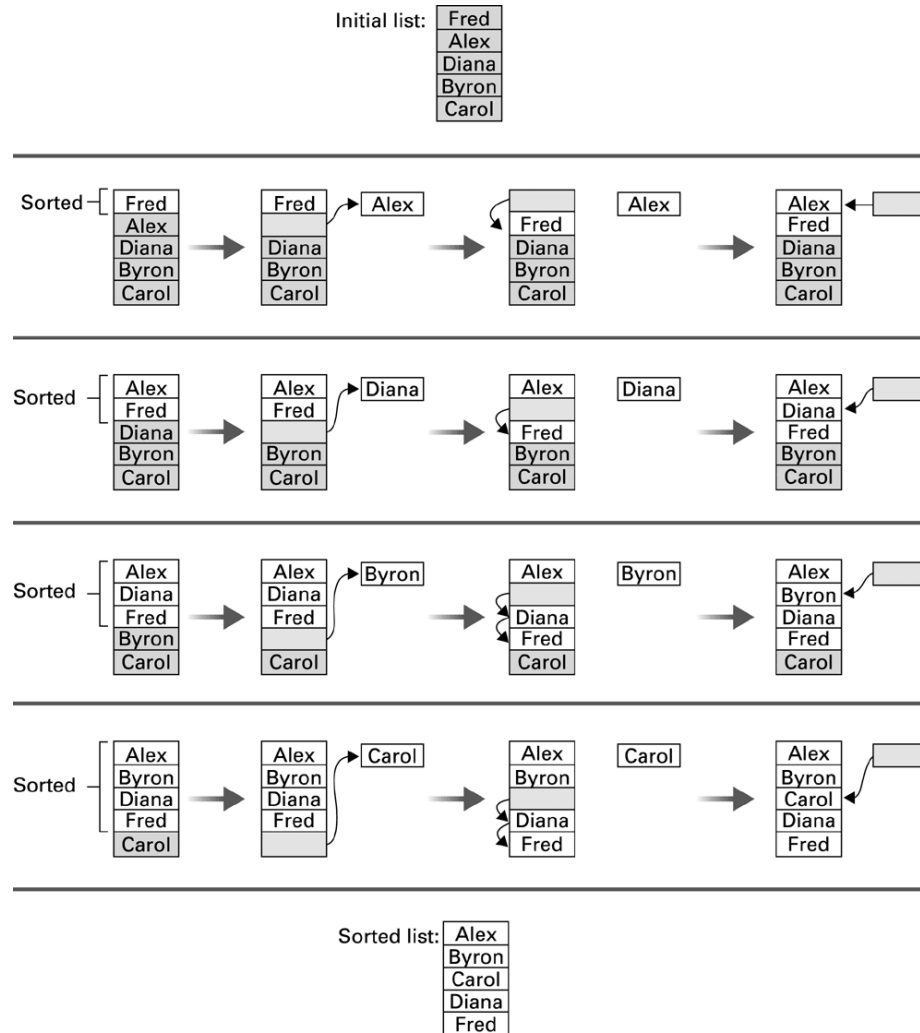 Initial list:
Fred
Alex
Diana
Byron
Carol
Sorted
Fred
Alex
Diana
Byron
Carol
Fred
Diana
Byron
Carol
Alex
Fred
Diana
Byron
Carol
Alex
Alex
Fred
Diana
Byron
Carol
Sorted
Alex
Fred
Diana
Byron
Carol
Alex
Fred
Byron
Carol
Diana
Alex
Fred
Byron
Carol
Diana
Alex
Diana
Fred
Byron
Carol
Sorted
Alex
Diana
Fred
Byron
Carol
Alex
Diana
Fred
Carol
Byron
Alex
Diana
Fred
Carol
Byron
Alex
Byron
Diana
Fred
Carol
Sorted
Alex
Byron
Diana
Fred
Carol
Alex
Byron
Diana
Fred
Carol
Alex
Byron
Diana
Fred
Carol
Alex
Byron
Carol
Diana
Fred
Sorted list:
Alex
Byron
Carol
Diana
Fred